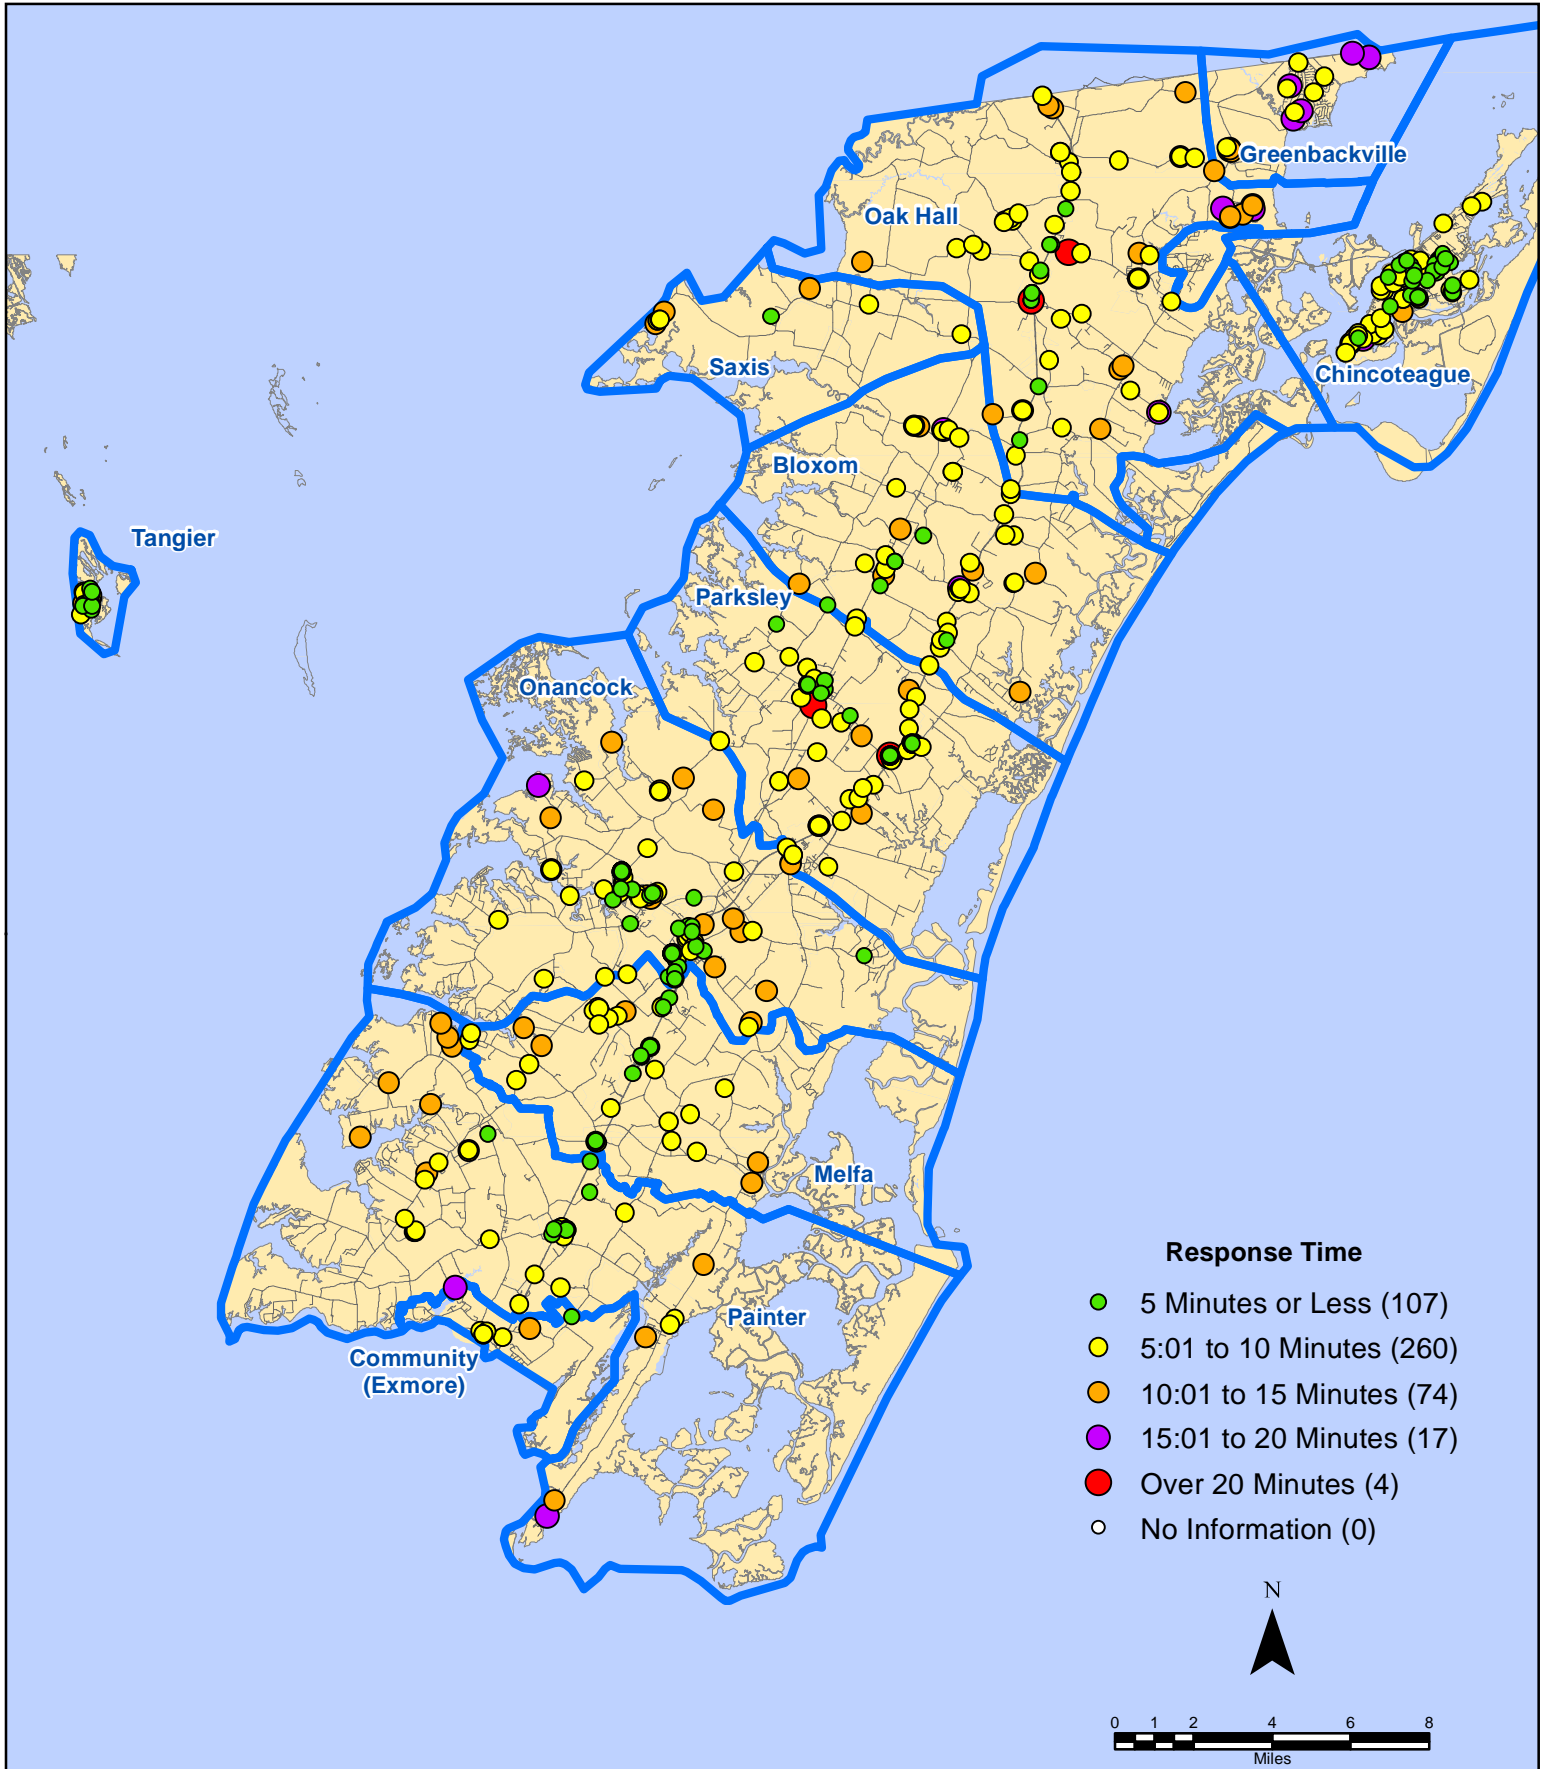 Greenbackville
Oak Hall
Chincoteague
Saxis
Bloxom
Tangier
Parksley
Onancock
Melfa
Painter
Community
(Exmore)
Response Time
5 Minutes or Less (107)
5:01 to 10 Minutes (260)
10:01 to 15 Minutes (74)
15:01 to 20 Minutes (17)
Over 20 Minutes (4)
No Information (0)
N
0 1 2 4 6 8
Miles